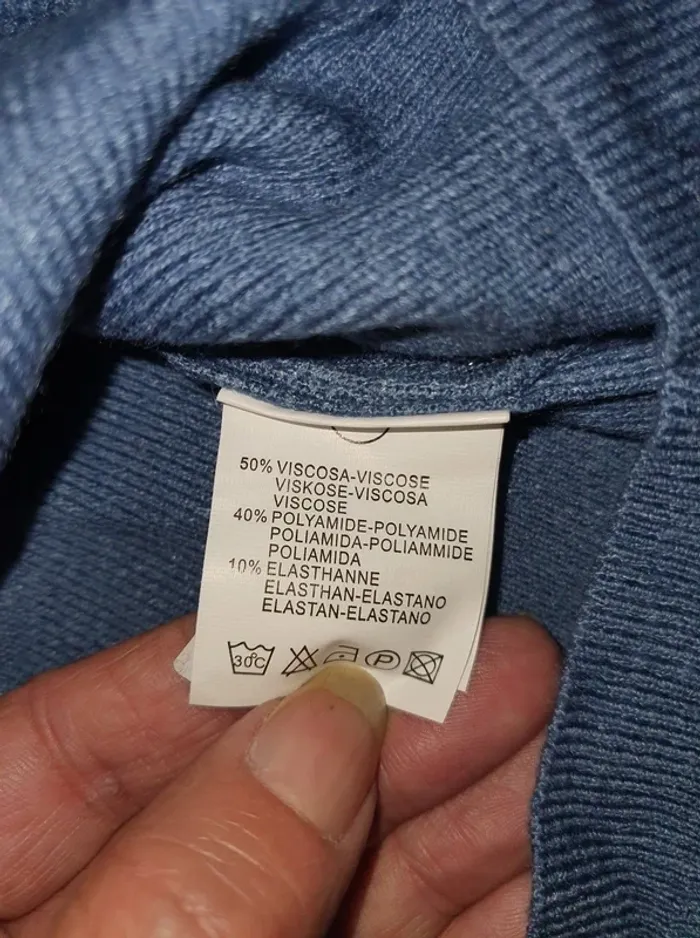 50% VISCOSA-VISCOSE
VISKOSE-VISCOSA
VISCOSE
40% POLYAMIDE-POLYAMIDE
POLIAMIDA-POLIAMMIDE
POLIAMIDA
10% ELASTHANNE
ELASTHAN-ELASTANO
ELASTAN-ELASTANO
30°C P